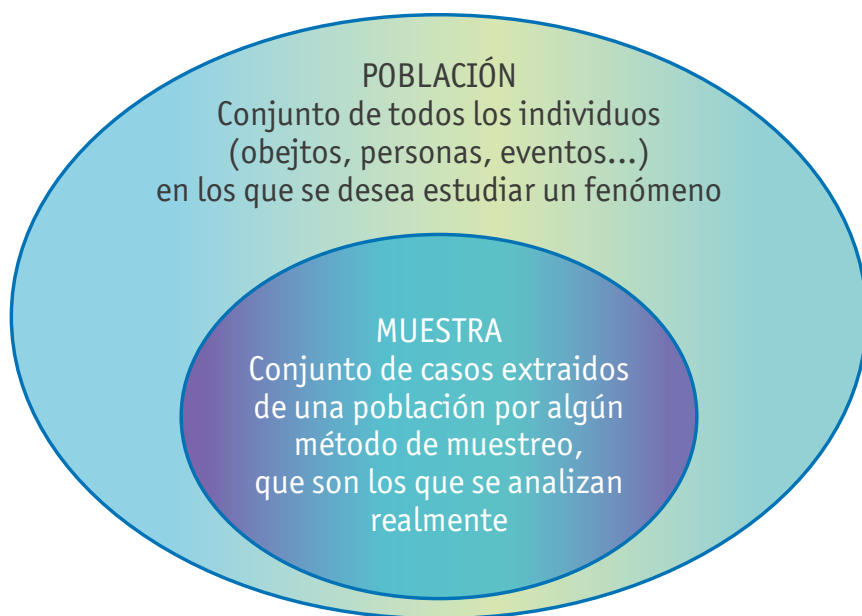 POBLACIÓN
Conjunto de todos los individuos
(obejtos, personas, eventos...)
en los que se desea estudiar un fenómeno
MUESTRA
Conjunto de casos extraidos
de una población por algún
método de muestreo,
que son los que se analizan
realmente